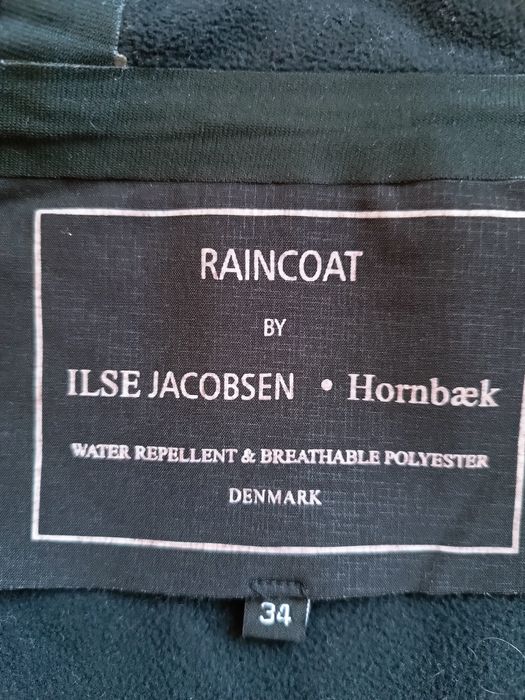 RAINCOAT
BY
ILSE JACOBSEN • Hornbæk
WATER REPELLENT & BREATHABLE POLYESTER
DENMARK
34